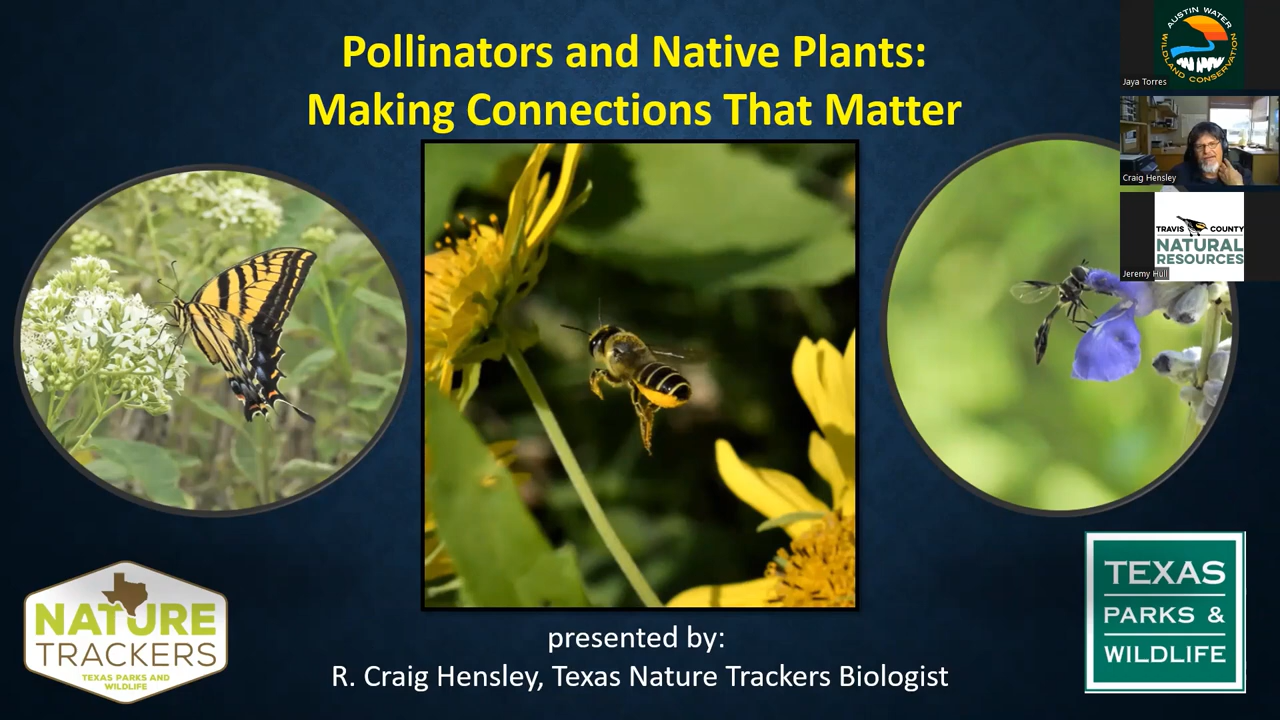 Pollinators and Native Plants:
Making Connections That Matter
AUSTIN WATER
WILDLAND CONSERVATION
Jaya Torres
Craig Hensley
TRAVIS COUNTY
NATURAL
RESOURCES
Jeremy Hull
NATURE
TRACKERS
TEXAS PARKS AND
WILDLIFE
presented by:
R. Craig Hensley, Texas Nature Trackers Biologist
TEXAS
PARKS &
WILDLIFE